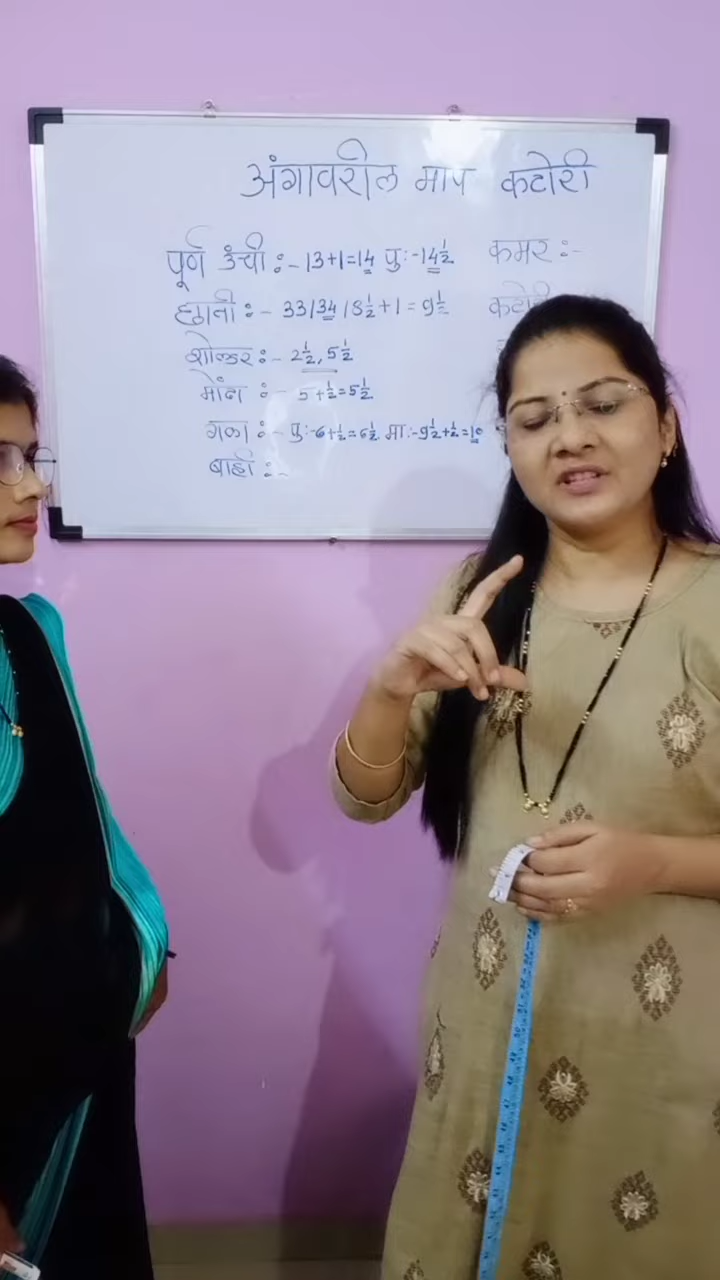 अंगावरील माप कटोरी
पूर्ण उंची :- 13+1=14 पु:-14½ कमर :-
छाती :- 33/34/8½+1=9½ कटोरी
शोल्डर :- 2½, 5½
मोंढा :- 5+½=5½
गळा :- पु:-6+½=6½ मा:-9½+½=10
बाही :-